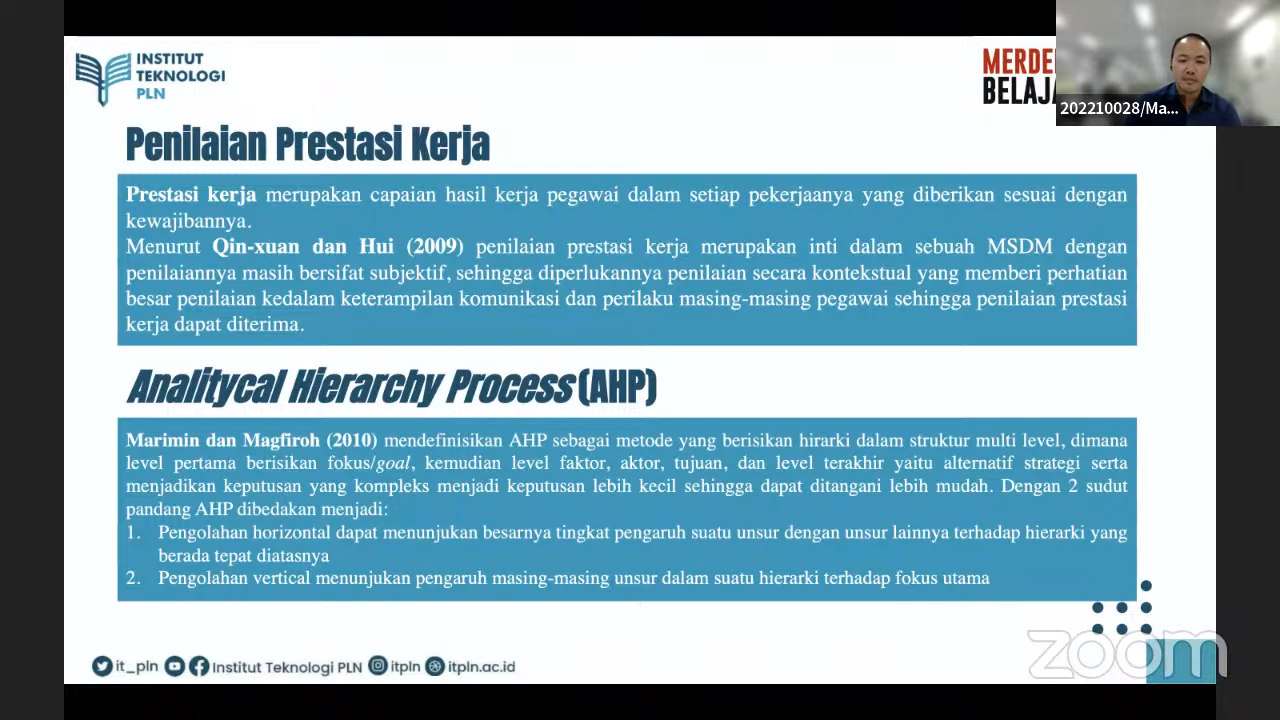 INSTITUT
TEKNOLOGI
PLN
MERDE
BELAJA
202210028/Ma...
Penilaian Prestasi Kerja
Prestasi kerja merupakan capaian hasil kerja pegawai dalam setiap pekerjaanya yang diberikan sesuai dengan
kewajibannya.
Menurut Qin-xuan dan Hui (2009) penilaian prestasi kerja merupakan inti dalam sebuah MSDM dengan
penilaiannya masih bersifat subjektif, sehingga diperlukannya penilaian secara kontekstual yang memberi perhatian
besar penilaian kedalam keterampilan komunikasi dan perilaku masing-masing pegawai sehingga penilaian prestasi
kerja dapat diterima.
Analitycal Hierarchy Process (AHP)
Marimin dan Magfiroh (2010) mendefinisikan AHP sebagai metode yang berisikan hirarki dalam struktur multi level, dimana
level pertama berisikan fokus/goal, kemudian level faktor, aktor, tujuan, dan level terakhir yaitu alternatif strategi serta
menjadikan keputusan yang kompleks menjadi keputusan lebih kecil sehingga dapat ditangani lebih mudah. Dengan 2 sudut
pandang AHP dibedakan menjadi:
1. Pengolahan horizontal dapat menunjukan besarnya tingkat pengaruh suatu unsur dengan unsur lainnya terhadap hierarki yang
berada tepat diatasnya
2. Pengolahan vertical menunjukan pengaruh masing-masing unsur dalam suatu hierarki terhadap fokus utama
it_pln Institut Teknologi PLN itpln itpln.ac.id
zoom